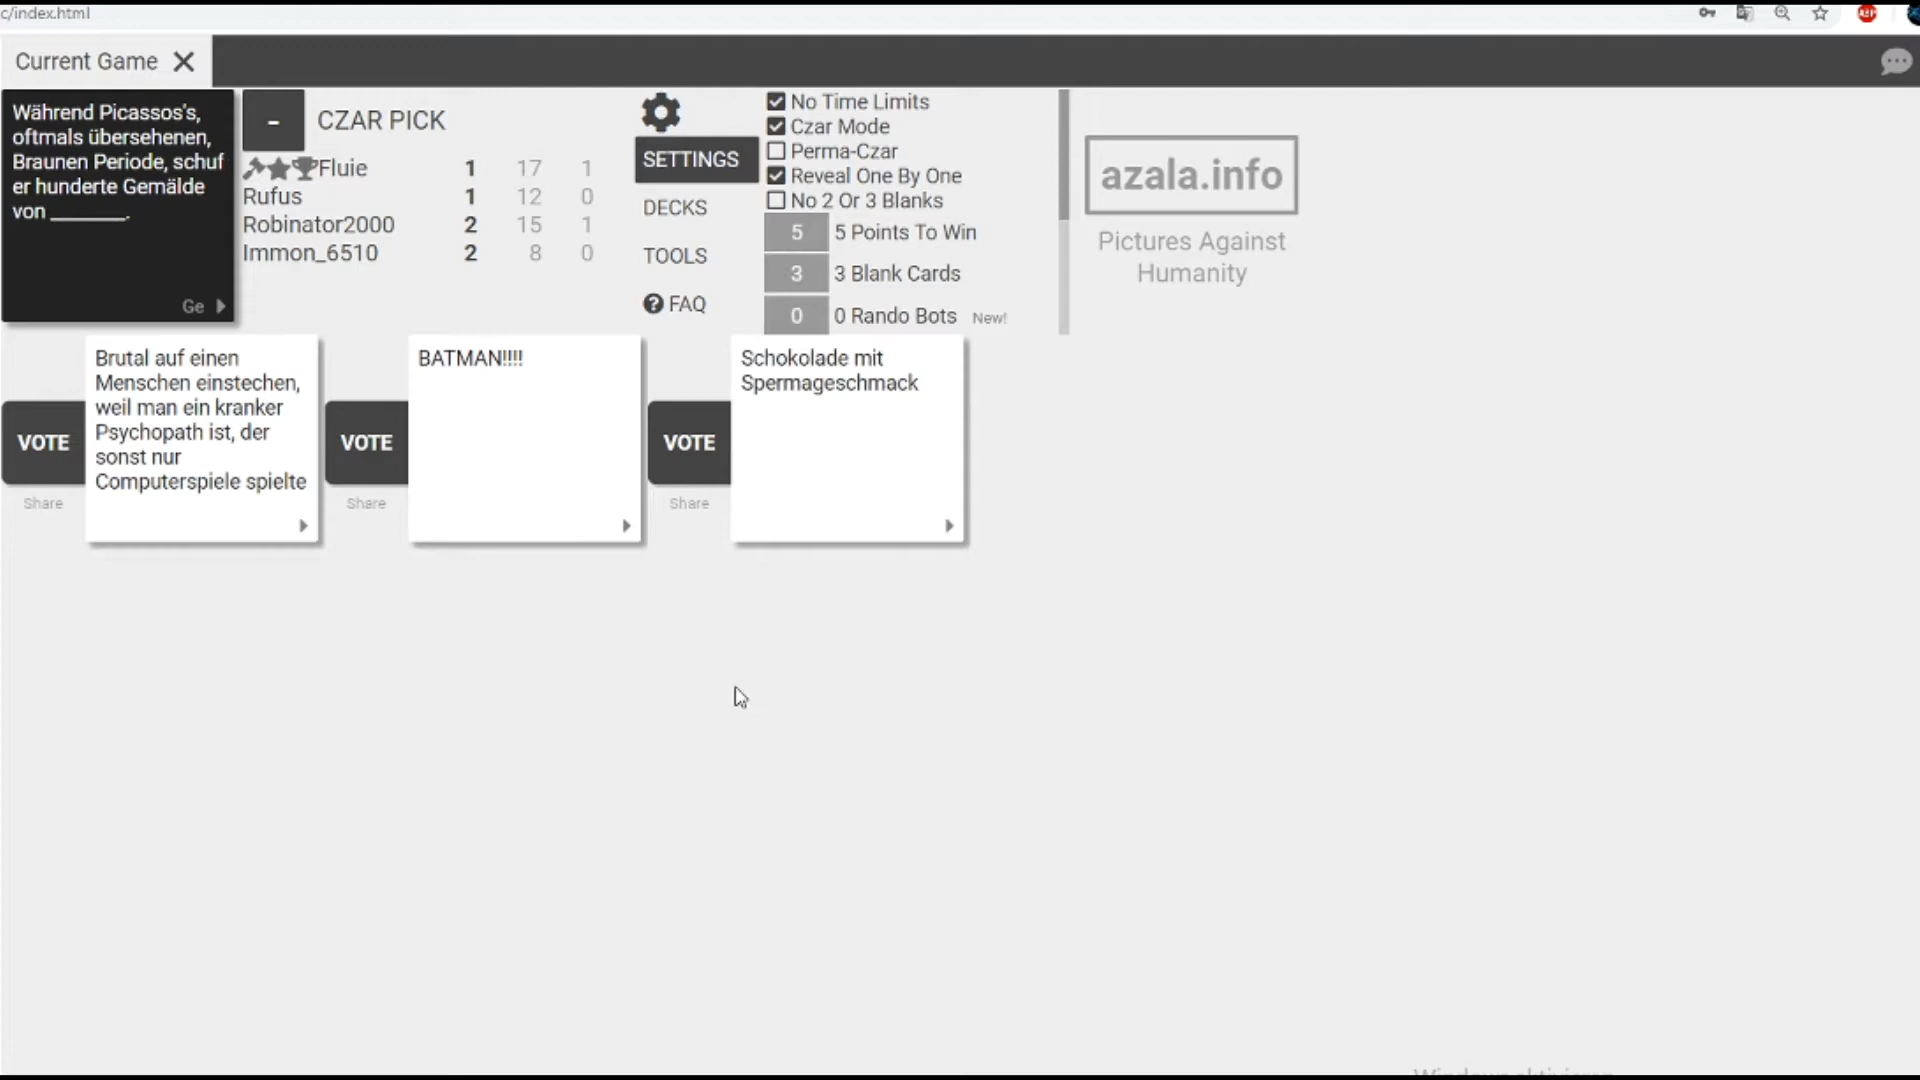 c/index.html
Current Game
Während Picassos's,
oftmals übersehenen,
Braunen Periode, schuf
er hunderte Gemälde
von _______.
Ge
-
CZAR PICK
Fluie 1 17 1
Rufus 1 12 0
Robinator2000 2 15 1
Immon_6510 2 8 0
SETTINGS
DECKS
TOOLS
? FAQ
No Time Limits
Czar Mode
Perma-Czar
Reveal One By One
No 2 Or 3 Blanks
5 5 Points To Win
3 3 Blank Cards
0 0 Rando Bots New!
azala.info
Pictures Against
Humanity
VOTE
Share
Brutal auf einen
Menschen einstechen,
weil man ein kranker
Psychopath ist, der
sonst nur
Computerspiele spielte
VOTE
Share
BATMAN!!!!
VOTE
Share
Schokolade mit
Spermageschmack
Windows aktivieren